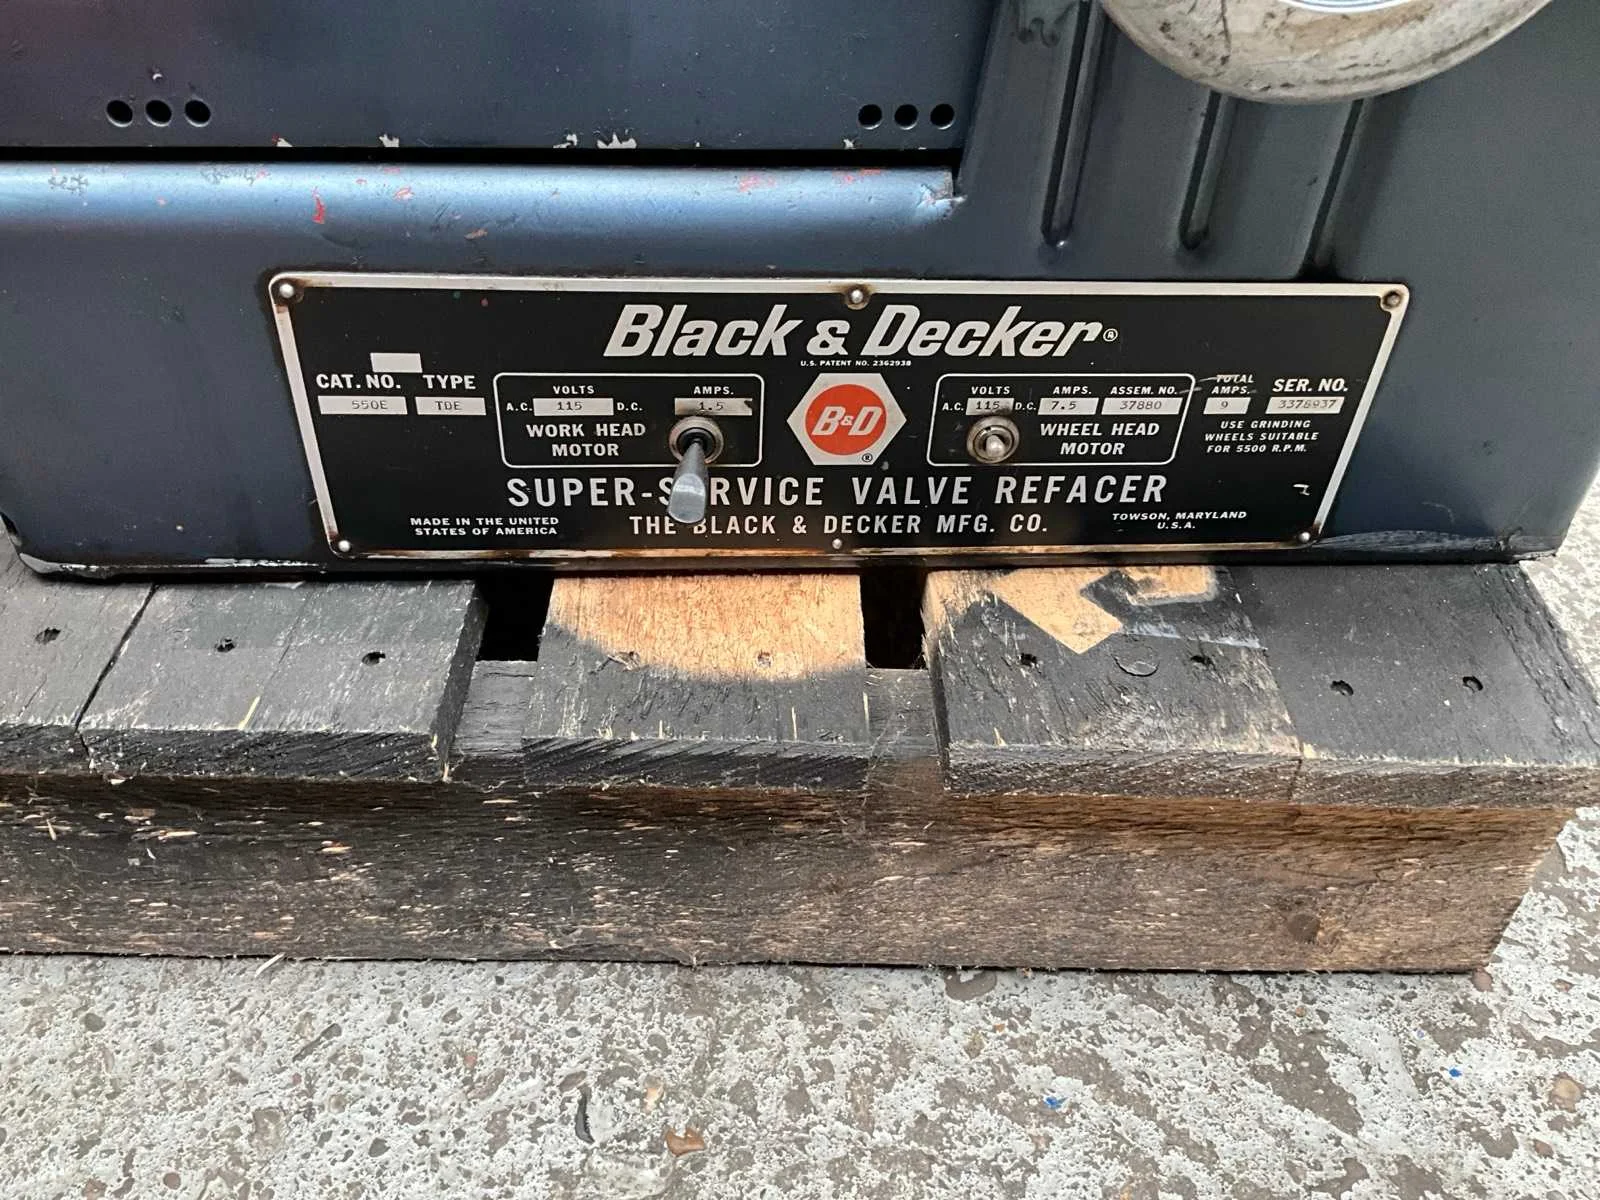 Black & Decker®
U.S. PATENT NO. 2362938
CAT. NO. TYPE
550E TDE
VOLTS AMPS.
A.C. 115 D.C. 1.5
WORK HEAD
MOTOR
B&D
®
VOLTS AMPS. ASSEM. NO.
A.C. 115 D.C. 7.5 37880
WHEEL HEAD
MOTOR
TOTAL
AMPS.
9
SER. NO.
3378937
USE GRINDING
WHEELS SUITABLE
FOR 5500 R.P.M.
SUPER-SERVICE VALVE REFACER
MADE IN THE UNITED
STATES OF AMERICA
THE BLACK & DECKER MFG. CO.
TOWSON, MARYLAND
U.S.A.